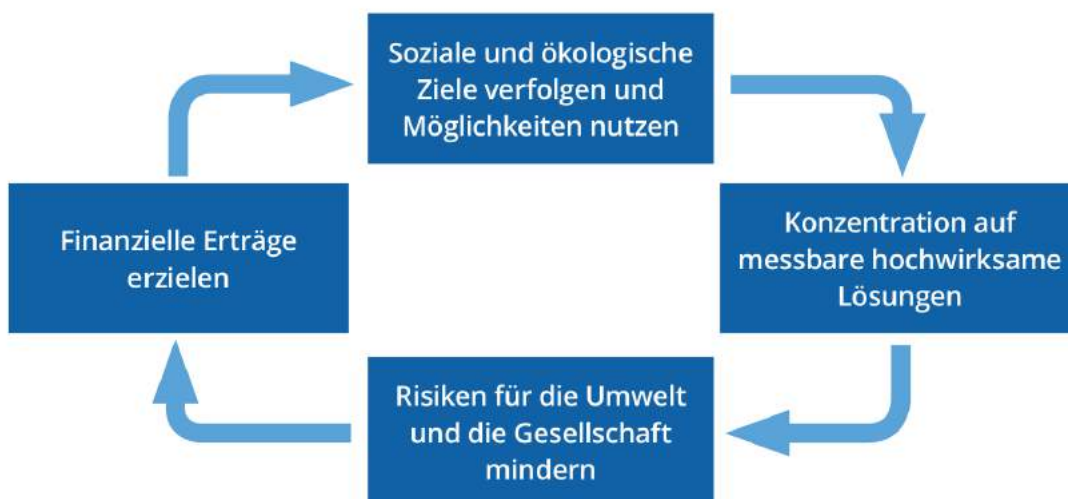 Soziale und ökologische
Ziele verfolgen und
Möglichkeiten nutzen
Finanzielle Erträge
erzielen
Konzentration auf
messbare hochwirksame
Lösungen
Risiken für die Umwelt
und die Gesellschaft
mindern